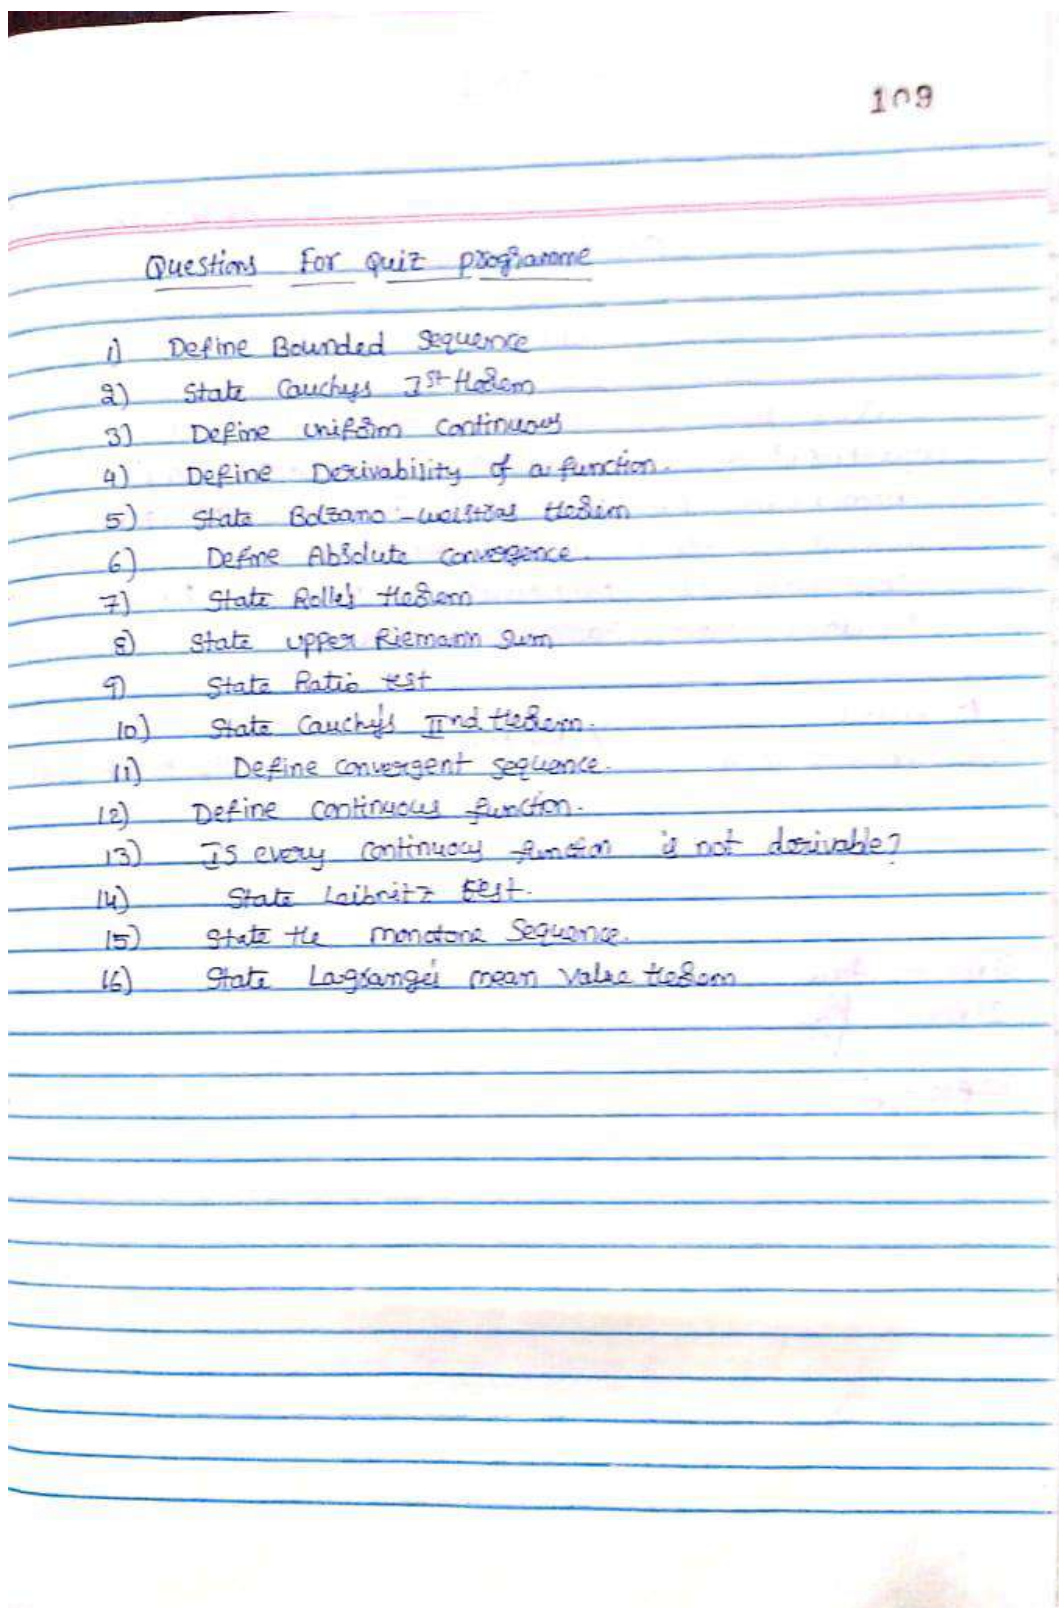 109
Questions For Quiz programme
1) Define Bounded Sequence
2) State Cauchys Ist theorem
3) Define uniform continuous
4) Define Derivability of a function.
5) State Bolzano-weistras theorim
6) Define Absolute convergence.
7) State Rolle's theorem
8) State upper Riemann sum
9) State Ratio test
10) State Cauchy's IInd theorem.
11) Define convergent sequence.
12) Define continuous function.
13) IS every continuous function is not derivable?
14) State Leibnitz test.
15) State the monotone Sequence.
16) State Lagrange's mean value theorem